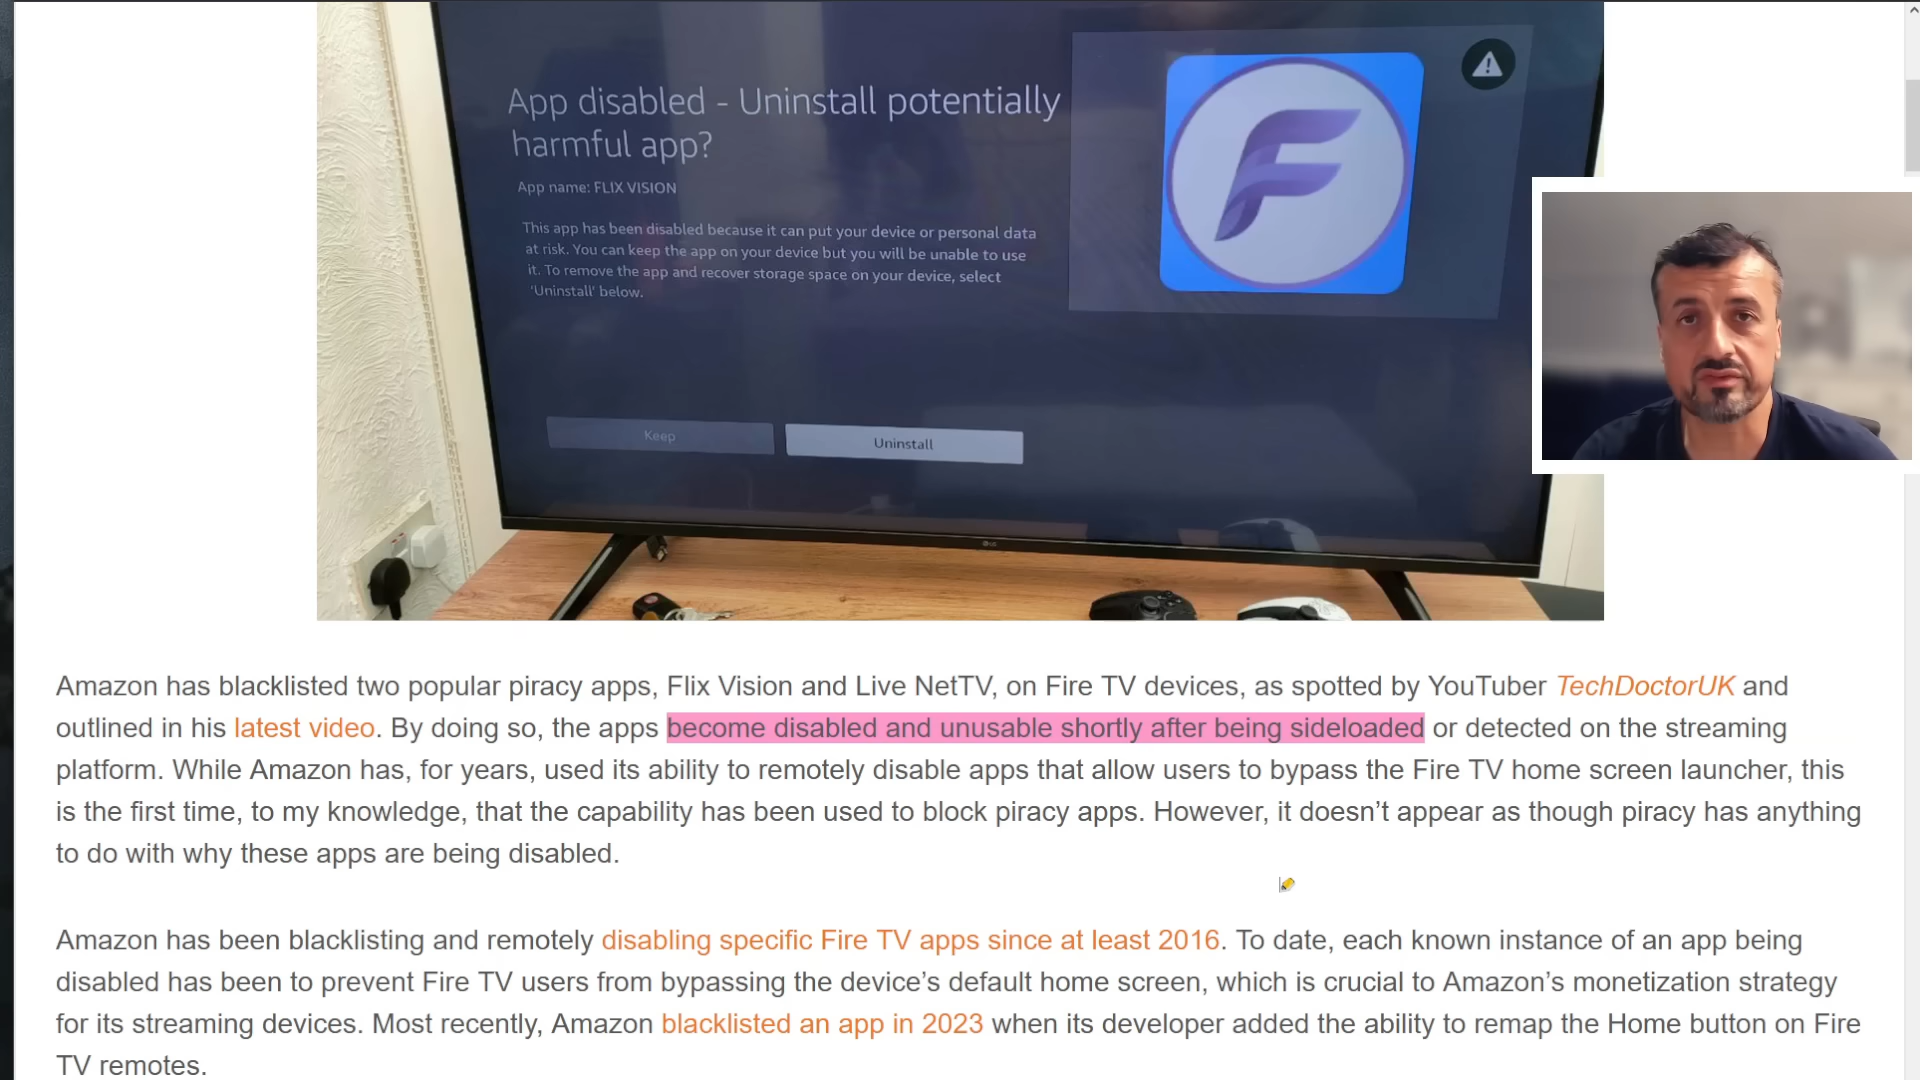 App disabled - Uninstall potentially
harmful app?
App name: FLIX VISION
This app has been disabled because it can put your device or personal data
at risk. You can keep the app on your device but you will be unable to use
it. To remove the app and recover storage space on your device, select
'Uninstall' below.
Keep
Uninstall
LG
Amazon has blacklisted two popular piracy apps, Flix Vision and Live NetTV, on Fire TV devices, as spotted by YouTuber TechDoctorUK and
outlined in his latest video. By doing so, the apps become disabled and unusable shortly after being sideloaded or detected on the streaming
platform. While Amazon has, for years, used its ability to remotely disable apps that allow users to bypass the Fire TV home screen launcher, this
is the first time, to my knowledge, that the capability has been used to block piracy apps. However, it doesn’t appear as though piracy has anything
to do with why these apps are being disabled.
Amazon has been blacklisting and remotely disabling specific Fire TV apps since at least 2016. To date, each known instance of an app being
disabled has been to prevent Fire TV users from bypassing the device’s default home screen, which is crucial to Amazon’s monetization strategy
for its streaming devices. Most recently, Amazon blacklisted an app in 2023 when its developer added the ability to remap the Home button on Fire
TV remotes.